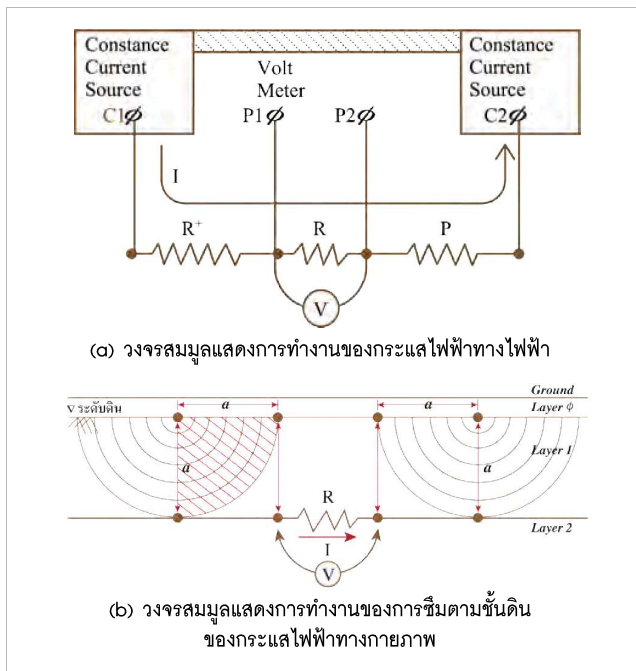 Constance
Current
Source
C1
Volt
Meter
P1
P2
Constance
Current
Source
C2
I
R⁺
R
P
V
(a) วงจรสมมูลแสดงการทำงานของกระแสไฟฟ้าทางไฟฟ้า
∇ ระดับดิน
a
a
Ground
Layer ϕ
a
a
Layer 1
R
I
V
Layer 2
(b) วงจรสมมูลแสดงการทำงานของการซึมตามชั้นดิน
ของกระแสไฟฟ้าทางกายภาพ